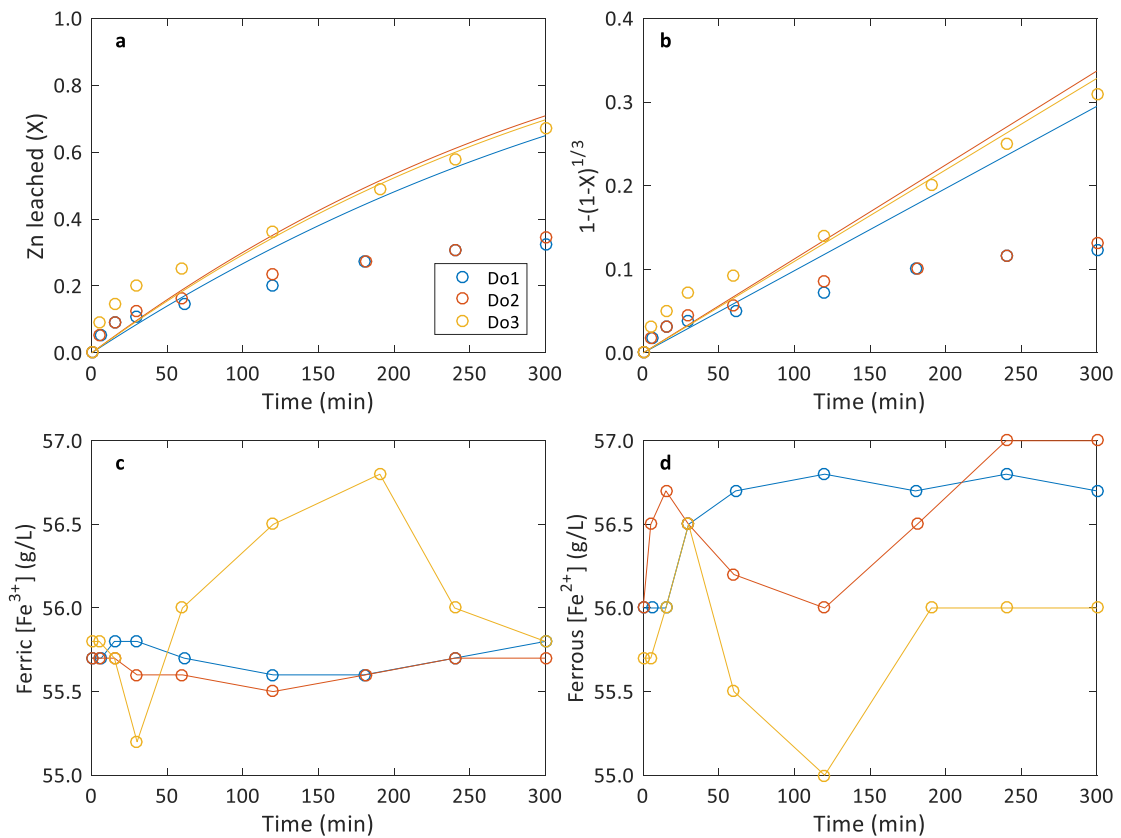 a
1.0
0.8
0.6
0.4
0.2
0.0
Zn leached (X)
0 50 100 150 200 250 300
Time (min)
Do1
Do2
Do3
b
0.4
0.3
0.2
0.1
0.0
1-(1-X)^{1/3}
0 50 100 150 200 250 300
Time (min)
c
57.0
56.5
56.0
55.5
55.0
Ferric [Fe^{3+}] (g/L)
0 50 100 150 200 250 300
Time (min)
d
57.0
56.5
56.0
55.5
55.0
Ferrous [Fe^{2+}] (g/L)
0 50 100 150 200 250 300
Time (min)